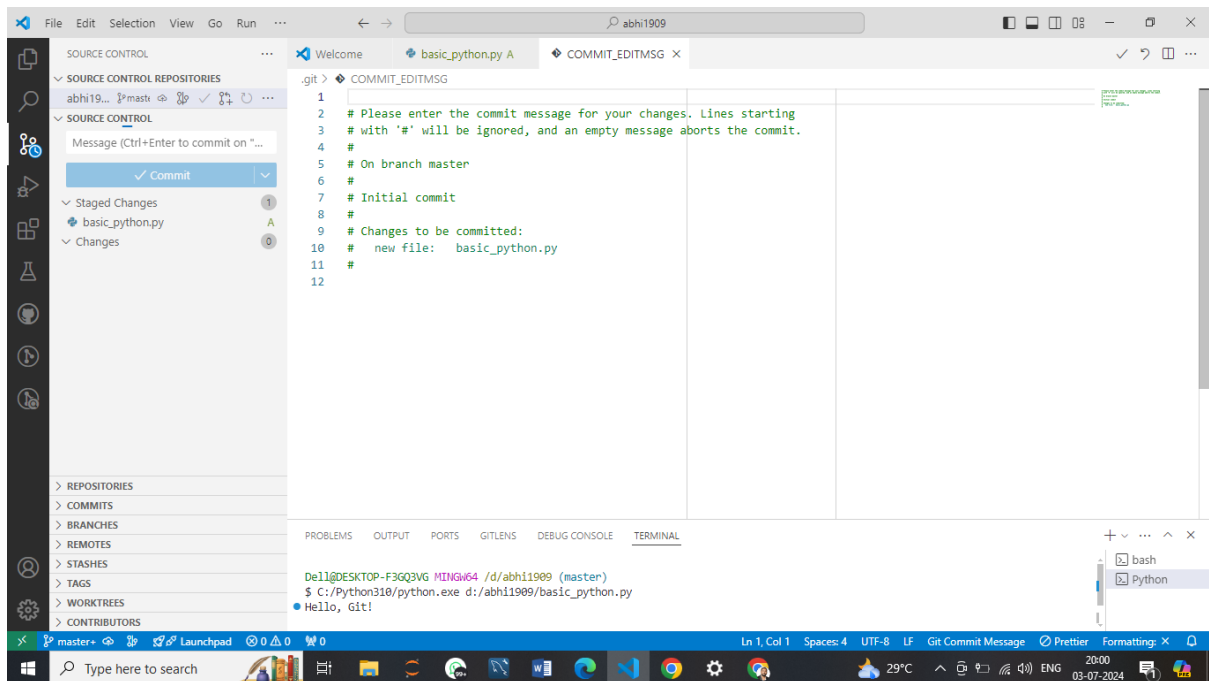 File Edit Selection View Go Run ··· abhi1909
SOURCE CONTROL ···
SOURCE CONTROL REPOSITORIES
abhi19... master ···
SOURCE CONTROL
Message (Ctrl+Enter to commit on "...
Commit
Staged Changes 1
basic_python.py A
Changes 0
REPOSITORIES
COMMITS
BRANCHES
REMOTES
STASHES
TAGS
WORKTREES
CONTRIBUTORS
Welcome basic_python.py A COMMIT_EDITMSG
.git > COMMIT_EDITMSG
1
2 # Please enter the commit message for your changes. Lines starting
3 # with '#' will be ignored, and an empty message aborts the commit.
4 #
5 # On branch master
6 #
7 # Initial commit
8 #
9 # Changes to be committed:
10 # new file: basic_python.py
11 #
12
PROBLEMS OUTPUT PORTS GITLENS DEBUG CONSOLE TERMINAL
Dell@DESKTOP-F3GQ3VG MINGW64 /d/abhi1909 (master)
$ C:/Python310/python.exe d:/abhi1909/basic_python.py
Hello, Git!
bash
Python
master+ Launchpad 0 0 0 Ln 1, Col 1 Spaces: 4 UTF-8 LF Git Commit Message Prettier Formatting: ×
Type here to search 99+ 29°C ENG 20:00
03-07-2024 1 PRE